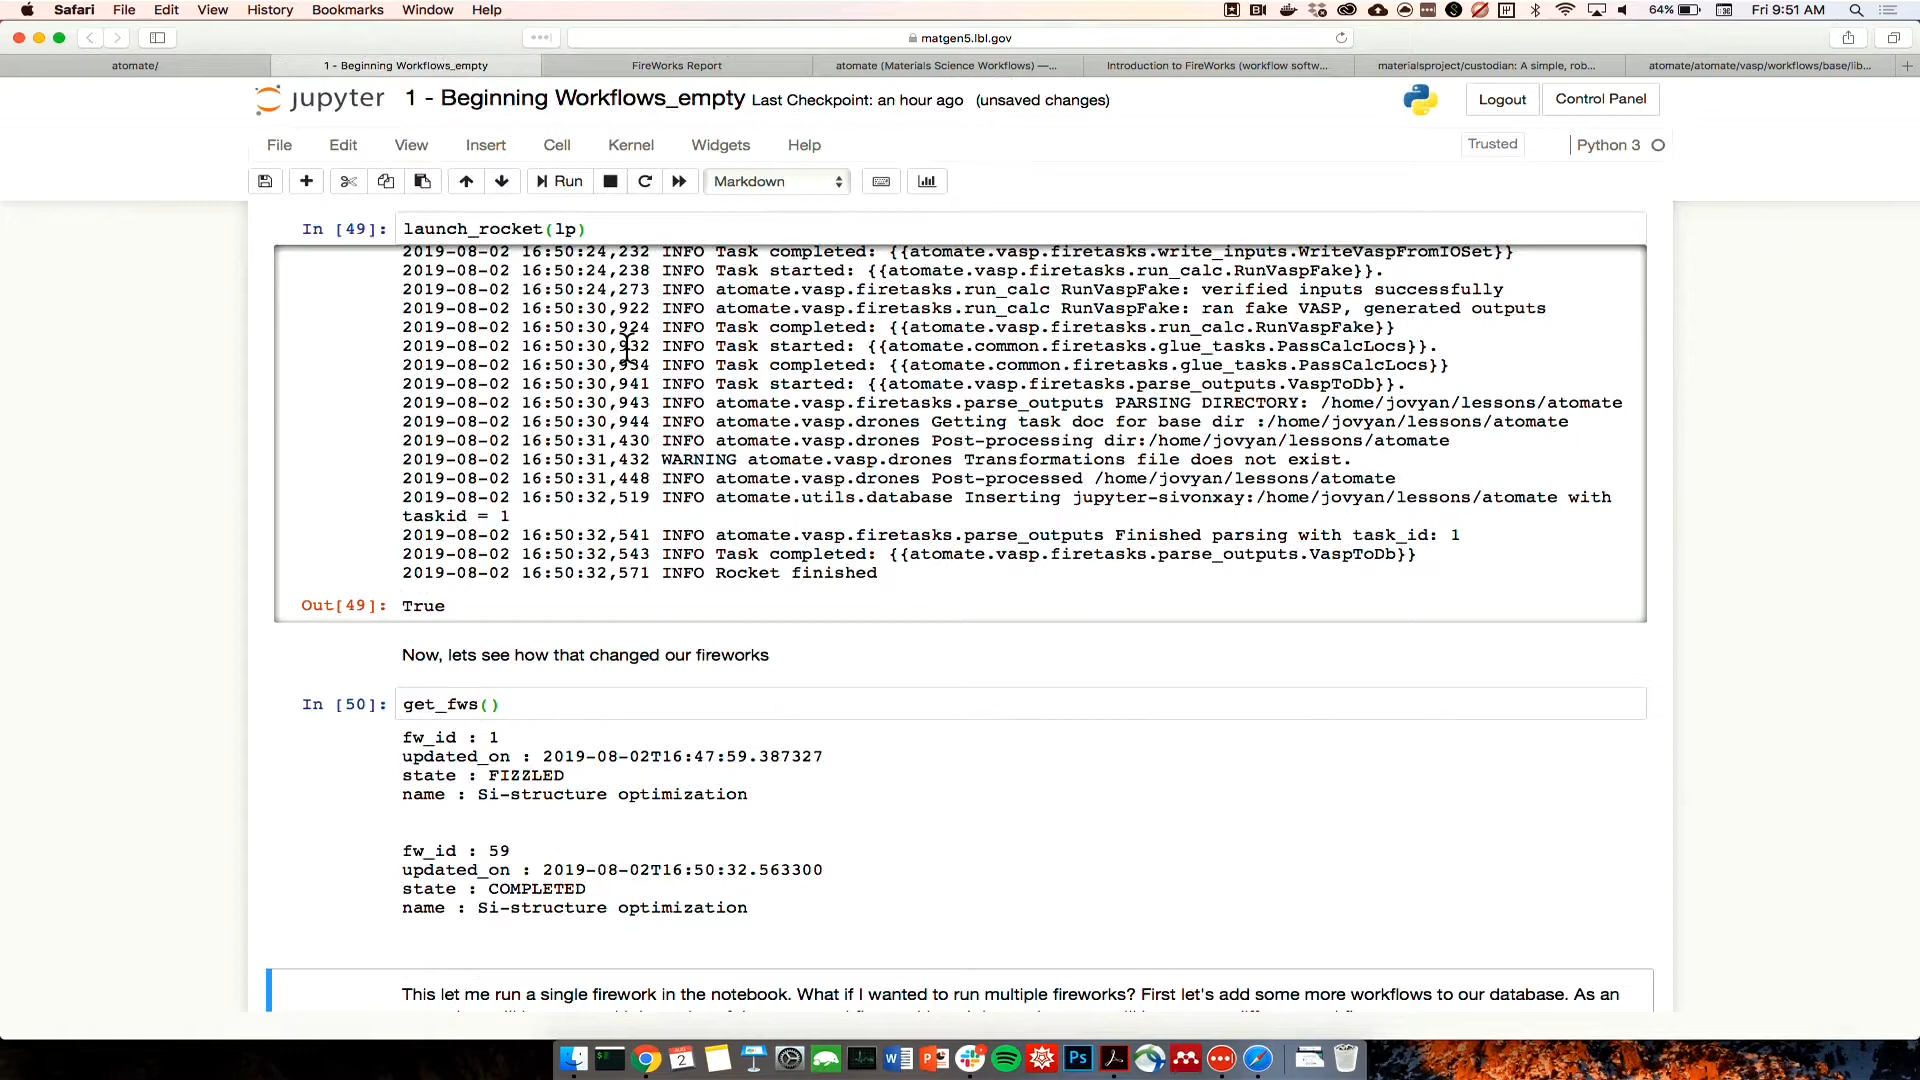 Safari File Edit View History Bookmarks Window Help 64% Fri 9:51 AM
matgen5.lbl.gov
atomate/ 1 - Beginning Workflows_empty FireWorks Report atomate (Materials Science Workflows) —... Introduction to FireWorks (workflow softw... materialsproject/custodian: A simple, rob... atomate/atomate/vasp/workflows/base/lib...
jupyter 1 - Beginning Workflows_empty Last Checkpoint: an hour ago (unsaved changes) Logout Control Panel
File Edit View Insert Cell Kernel Widgets Help Trusted Python 3
Run Markdown
In [49]: launch_rocket(lp)
2019-08-02 16:50:24,232 INFO Task completed: {{atomate.vasp.firetasks.write_inputs.WriteVaspFromIOSet}}
2019-08-02 16:50:24,238 INFO Task started: {{atomate.vasp.firetasks.run_calc.RunVaspFake}}.
2019-08-02 16:50:24,273 INFO atomate.vasp.firetasks.run_calc RunVaspFake: verified inputs successfully
2019-08-02 16:50:30,922 INFO atomate.vasp.firetasks.run_calc RunVaspFake: ran fake VASP, generated outputs
2019-08-02 16:50:30,924 INFO Task completed: {{atomate.vasp.firetasks.run_calc.RunVaspFake}}
2019-08-02 16:50:30,932 INFO Task started: {{atomate.common.firetasks.glue_tasks.PassCalcLocs}}.
2019-08-02 16:50:30,934 INFO Task completed: {{atomate.common.firetasks.glue_tasks.PassCalcLocs}}
2019-08-02 16:50:30,941 INFO Task started: {{atomate.vasp.firetasks.parse_outputs.VaspToDb}}.
2019-08-02 16:50:30,943 INFO atomate.vasp.firetasks.parse_outputs PARSING DIRECTORY: /home/jovyan/lessons/atomate
2019-08-02 16:50:30,944 INFO atomate.vasp.drones Getting task doc for base dir :/home/jovyan/lessons/atomate
2019-08-02 16:50:31,430 INFO atomate.vasp.drones Post-processing dir:/home/jovyan/lessons/atomate
2019-08-02 16:50:31,432 WARNING atomate.vasp.drones Transformations file does not exist.
2019-08-02 16:50:31,448 INFO atomate.vasp.drones Post-processed /home/jovyan/lessons/atomate
2019-08-02 16:50:32,519 INFO atomate.utils.database Inserting jupyter-sivonxay:/home/jovyan/lessons/atomate with
taskid = 1
2019-08-02 16:50:32,541 INFO atomate.vasp.firetasks.parse_outputs Finished parsing with task_id: 1
2019-08-02 16:50:32,543 INFO Task completed: {{atomate.vasp.firetasks.parse_outputs.VaspToDb}}
2019-08-02 16:50:32,571 INFO Rocket finished
Out[49]: True
Now, lets see how that changed our fireworks
In [50]: get_fws()
fw_id : 1
updated_on : 2019-08-02T16:47:59.387327
state : FIZZLED
name : Si-structure optimization
fw_id : 59
updated_on : 2019-08-02T16:50:32.563300
state : COMPLETED
name : Si-structure optimization
This let me run a single firework in the notebook. What if I wanted to run multiple fireworks? First let's add some more workflows to our database. As an